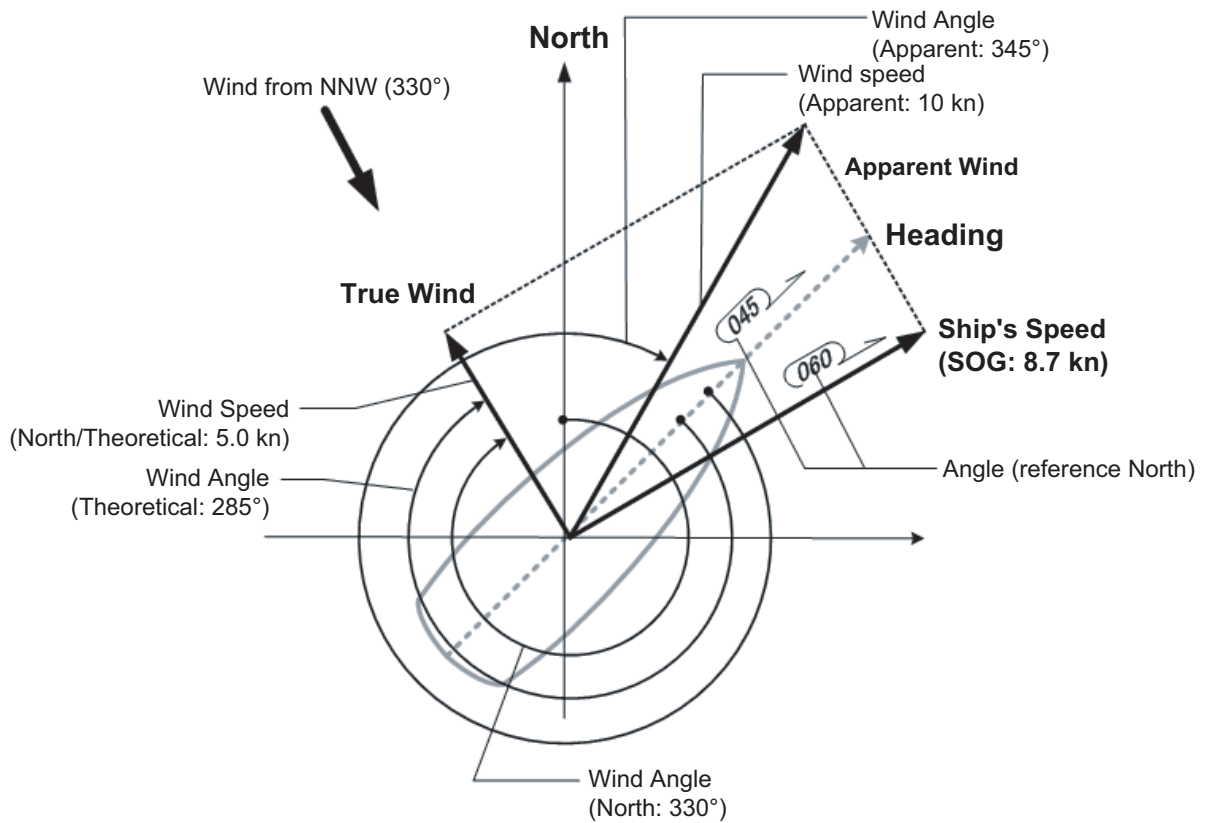 Wind Angle
(Apparent: 345°)
North
Wind speed
(Apparent: 10 kn)
Wind from NNW (330°)
Apparent Wind
Heading
True Wind
045
Ship's Speed
(SOG: 8.7 kn)
060
Wind Speed
(North/Theoretical: 5.0 kn)
Angle (reference North)
Wind Angle
(Theoretical: 285°)
Wind Angle
(North: 330°)